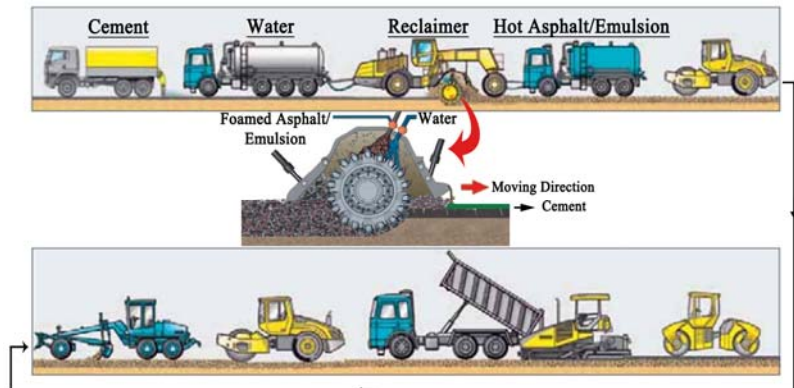 Cement Water Reclaimer Hot Asphalt/Emulsion
Foamed Asphalt/
Emulsion
Water
Moving Direction
Cement